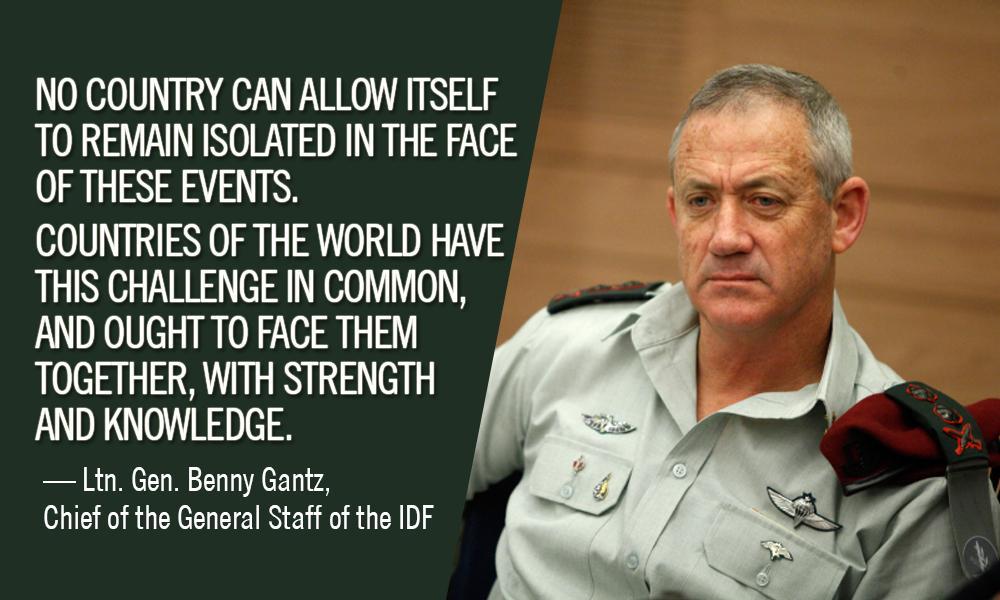 NO COUNTRY CAN ALLOW ITSELF
TO REMAIN ISOLATED IN THE FACE
OF THESE EVENTS.
COUNTRIES OF THE WORLD HAVE
THIS CHALLENGE IN COMMON,
AND OUGHT TO FACE THEM
TOGETHER, WITH STRENGTH
AND KNOWLEDGE.
— Ltn. Gen. Benny Gantz,
Chief of the General Staff of the IDF